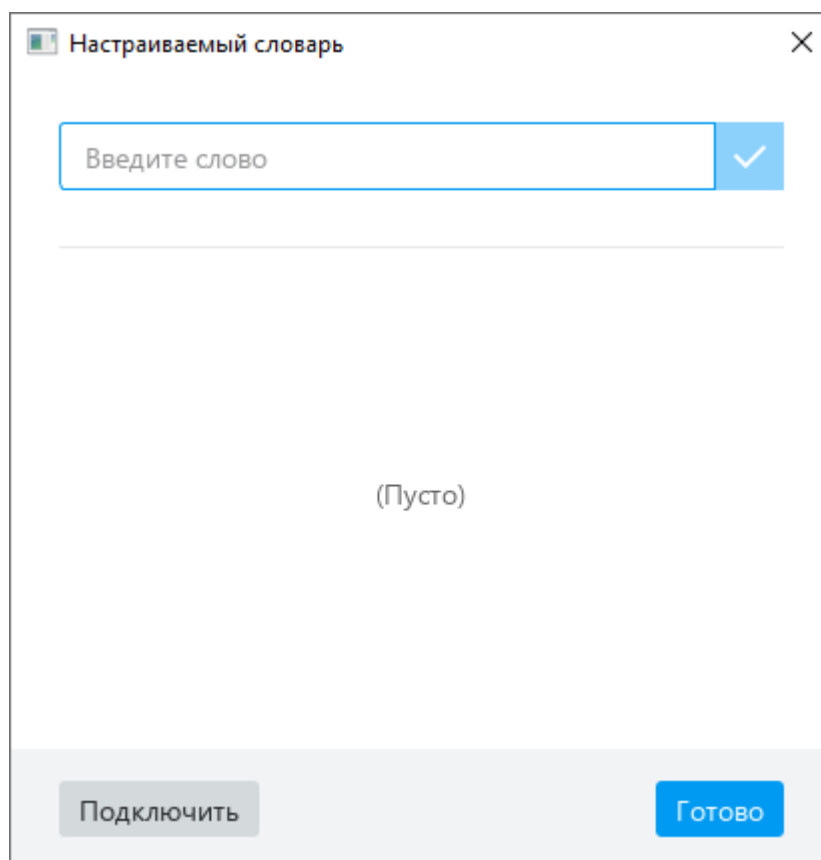 Настраиваемый словарь
Введите слово
(Пусто)
Подключить
Готово